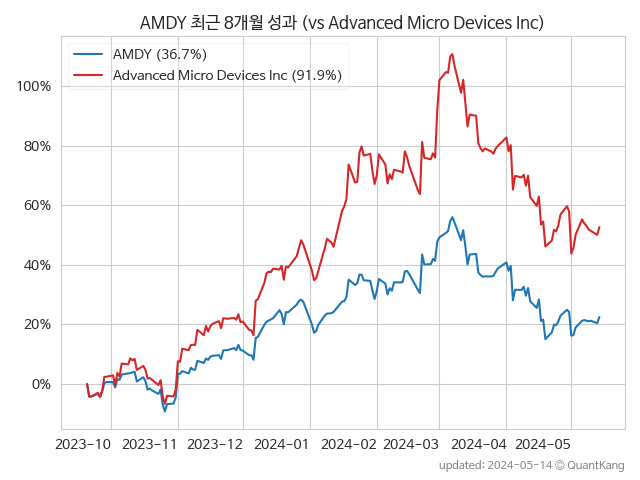 AMDY 최근 8개월 성과 (vs Advanced Micro Devices Inc)
AMDY (36.7%)
Advanced Micro Devices Inc (91.9%)
100%
80%
60%
40%
20%
0%
2023-10 2023-11 2023-12 2024-01 2024-02 2024-03 2024-04 2024-05
updated: 2024-05-14 © QuantKang